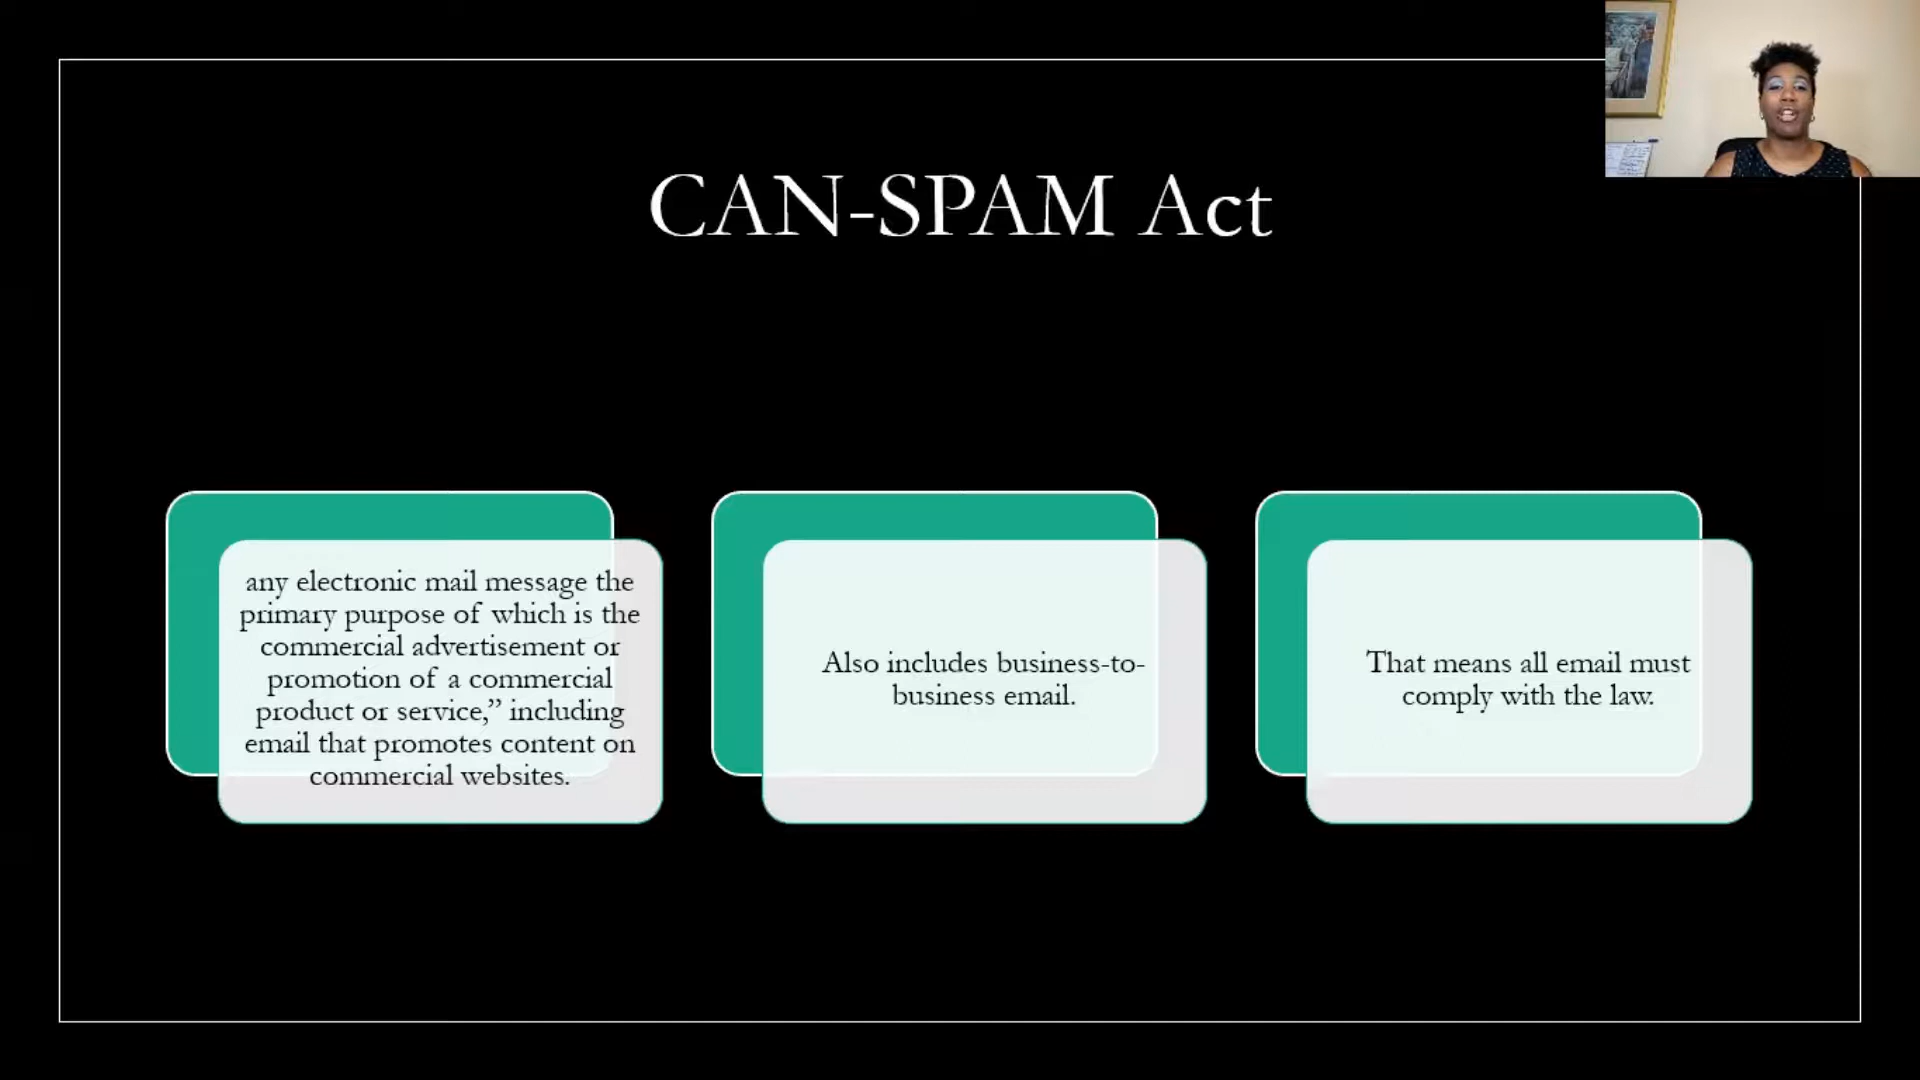 CAN-SPAM Act
any electronic mail message the
primary purpose of which is the
commercial advertisement or
promotion of a commercial
product or service,” including
email that promotes content on
commercial websites.
Also includes business-to-
business email.
That means all email must
comply with the law.